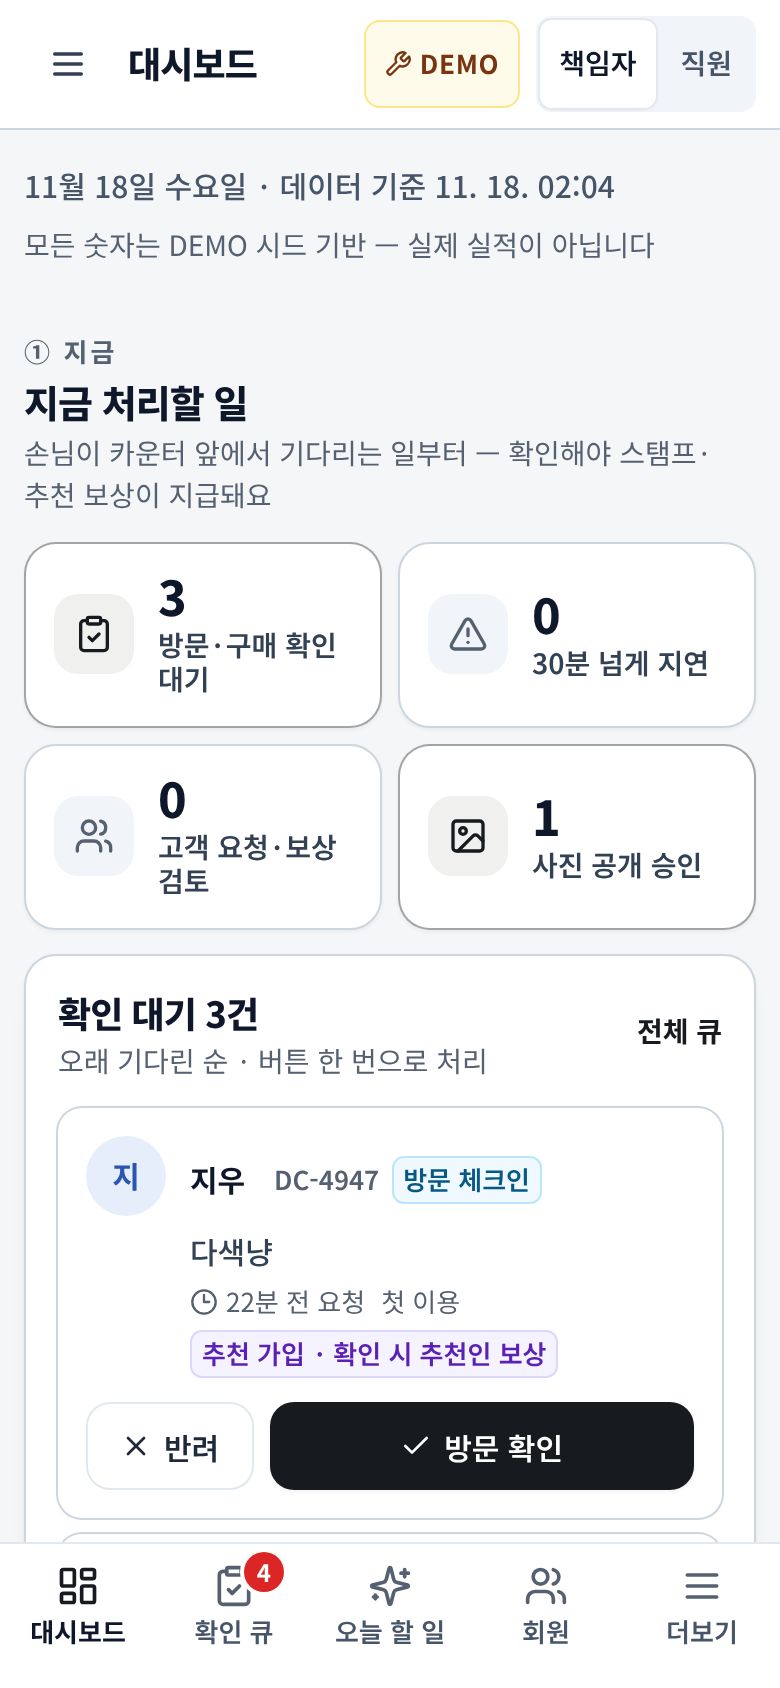 대시보드
DEMO
책임자
직원
11월 18일 수요일 · 데이터 기준 11. 18. 02:04
모든 숫자는 DEMO 시드 기반 — 실제 실적이 아닙니다
① 지금
지금 처리할 일
손님이 카운터 앞에서 기다리는 일부터 — 확인해야 스탬프·
추천 보상이 지급돼요
3
방문·구매 확인
대기
0
30분 넘게 지연
0
고객 요청·보상
검토
1
사진 공개 승인
확인 대기 3건
전체 큐
오래 기다린 순 · 버튼 한 번으로 처리
지
지우 DC-4947 방문 체크인
다색냥
22분 전 요청 첫 이용
추천 가입 · 확인 시 추천인 보상
반려
방문 확인
4
대시보드
확인 큐
오늘 할 일
회원
더보기